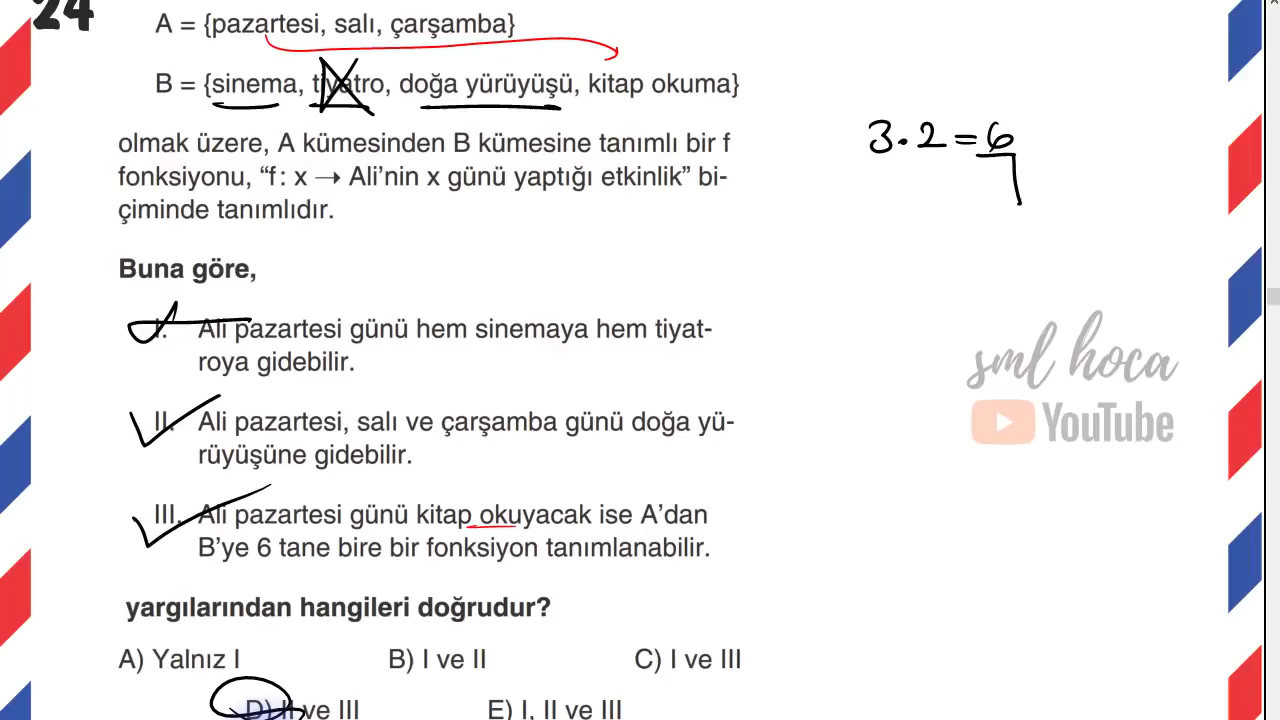 24
A = {pazartesi, salı, çarşamba}
B = {sinema, tiyatro, doğa yürüyüşü, kitap okuma}
olmak üzere, A kümesinden B kümesine tanımlı bir f
fonksiyonu, “f: x → Ali’nin x günü yaptığı etkinlik” bi-
çiminde tanımlıdır.
3·2=6
Buna göre,
I. Ali pazartesi günü hem sinemaya hem tiyat-
roya gidebilir.
II. Ali pazartesi, salı ve çarşamba günü doğa yü-
rüyüşüne gidebilir.
III. Ali pazartesi günü kitap okuyacak ise A’dan
B’ye 6 tane bire bir fonksiyon tanımlanabilir.
yargılarından hangileri doğrudur?
A) Yalnız I B) I ve II C) I ve III
D) II ve III E) I, II ve III
sml hoca
YouTube